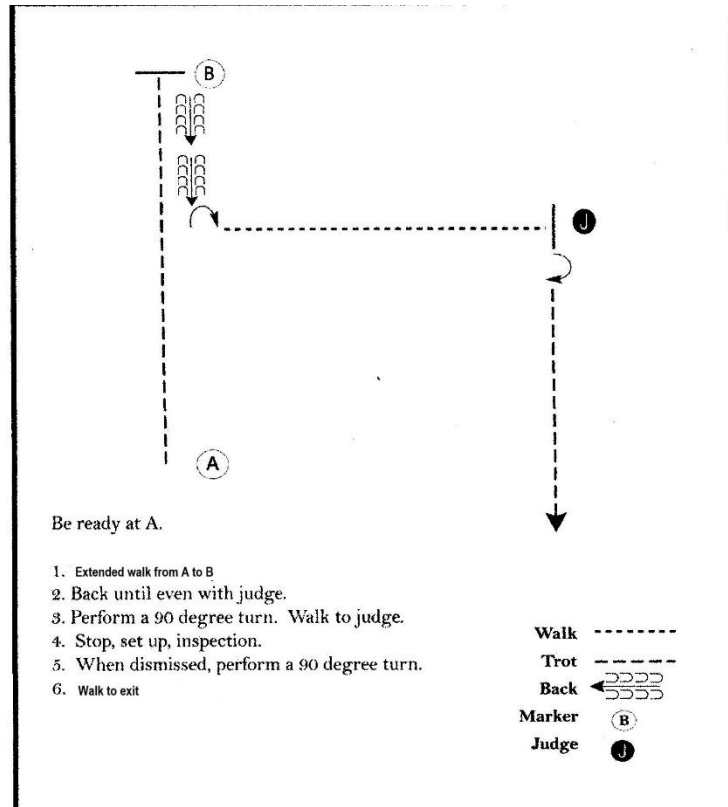 B
J
A
Be ready at A.
1. Extended walk from A to B
2. Back until even with judge.
3. Perform a 90 degree turn. Walk to judge.
4. Stop, set up, inspection.
5. When dismissed, perform a 90 degree turn.
6. Walk to exit
Walk
Trot
Back
Marker B
Judge J